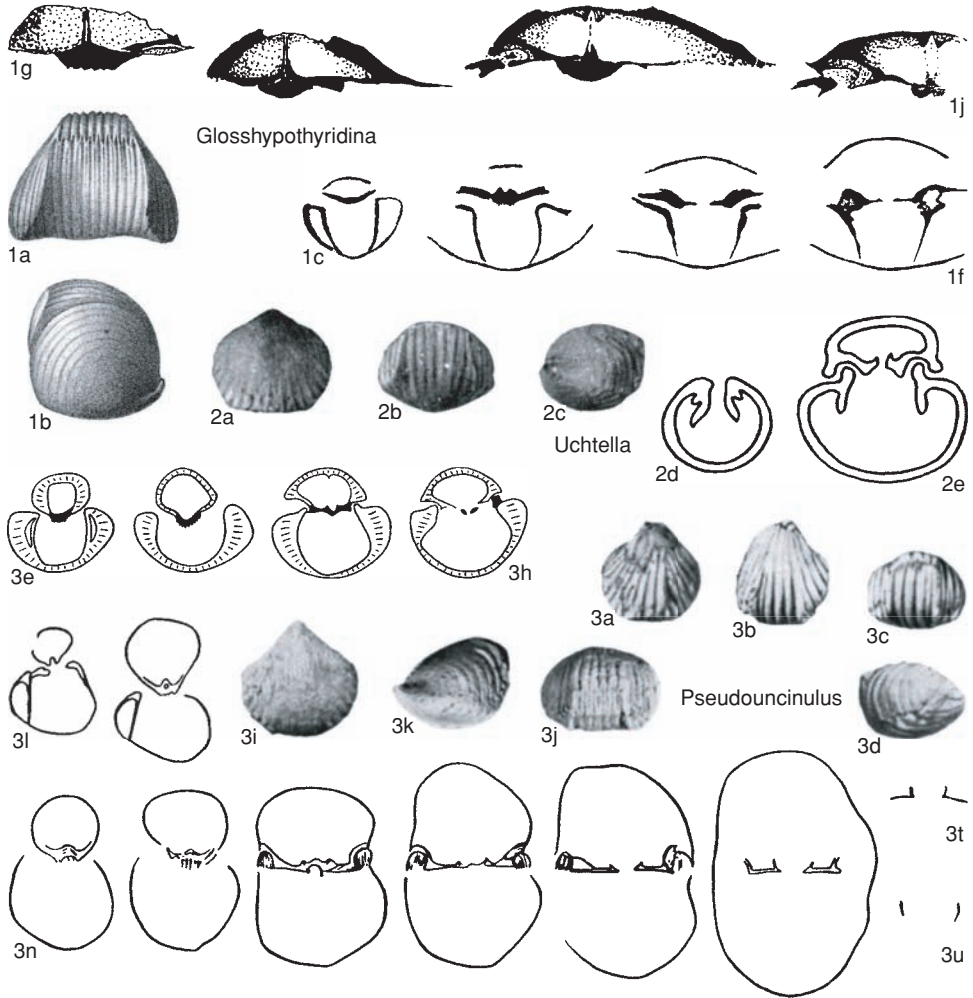 1g
1j
Glosshypothyridina
1a
1c
1f
1b
2a
2b
2c
Uchtella
2d
2e
3e
3h
3a
3b
3c
3l
3i
3k
3j
Pseudouncinulus
3d
3n
3t
3u